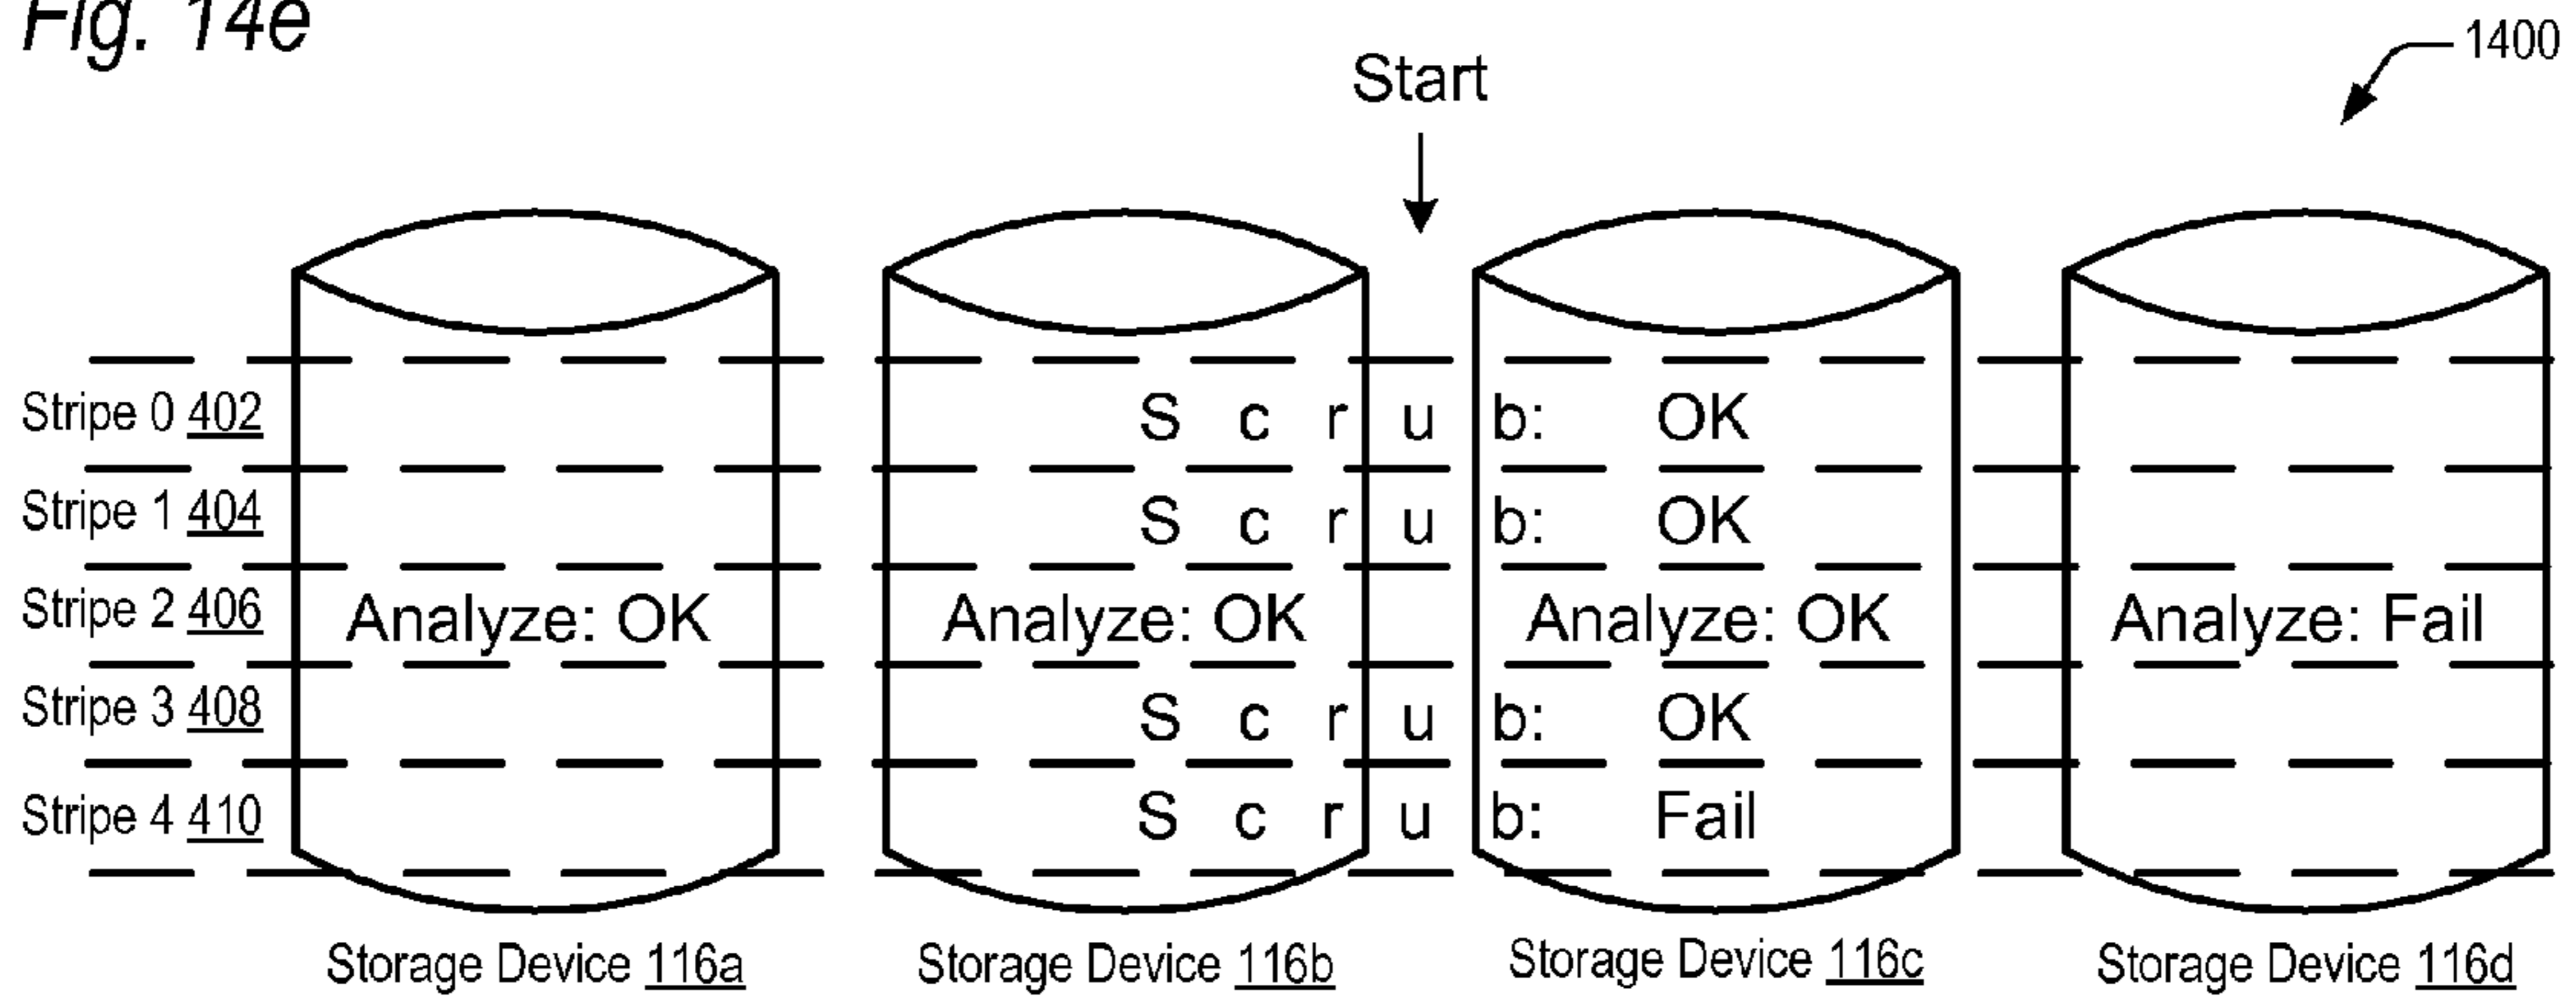 Fig. 14e
1400
Start
Stripe 0 402 S c r u b: OK
Stripe 1 404 S c r u b: OK
Stripe 2 406 Analyze: OK Analyze: OK Analyze: OK Analyze: Fail
Stripe 3 408 S c r u b: OK
Stripe 4 410 S c r u b: Fail
Storage Device 116a Storage Device 116b Storage Device 116c Storage Device 116d